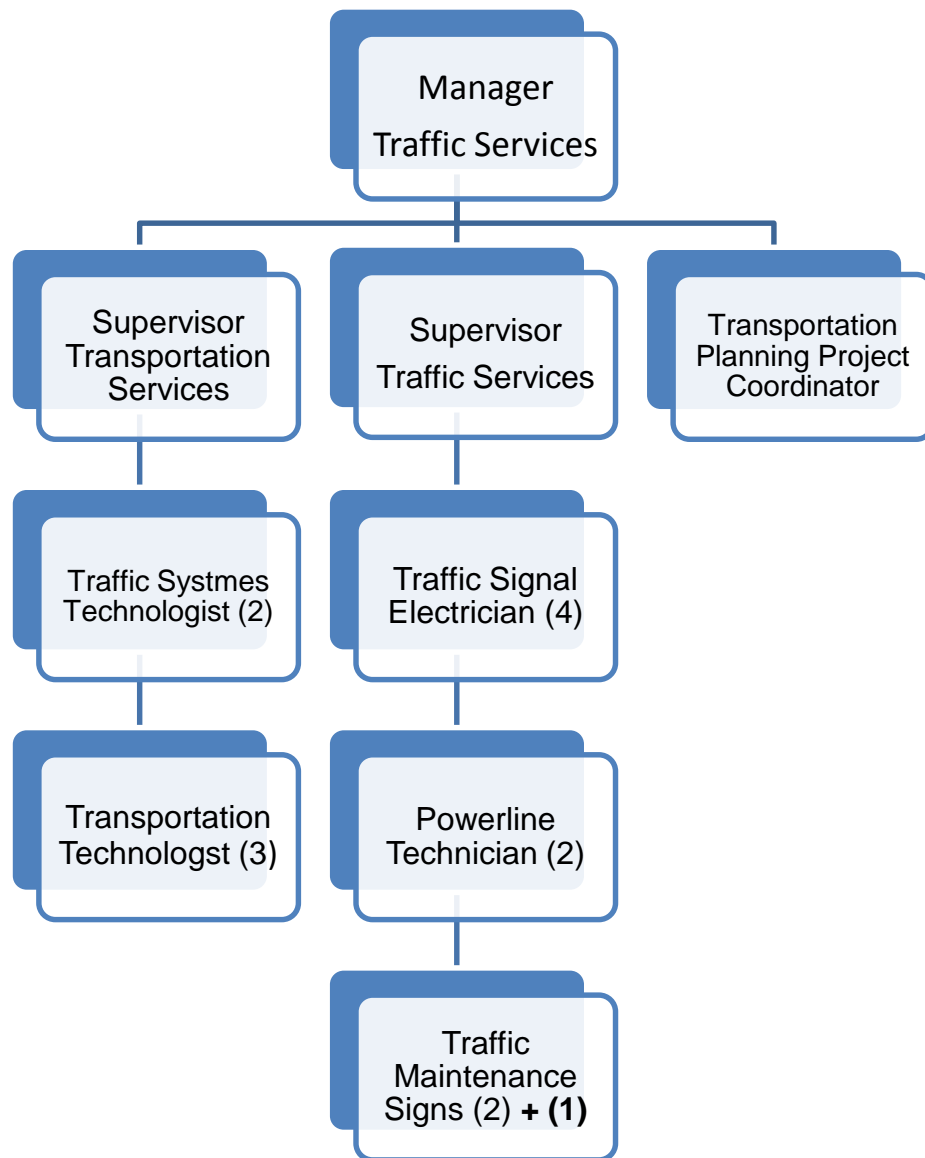 Manager
Traffic Services
Supervisor
Transportation
Services
Supervisor
Traffic Services
Transportation
Planning Project
Coordinator
Traffic Systmes
Technologist (2)
Traffic Signal
Electrician (4)
Transportation
Technologst (3)
Powerline
Technician (2)
Traffic
Maintenance
Signs (2) + (1)